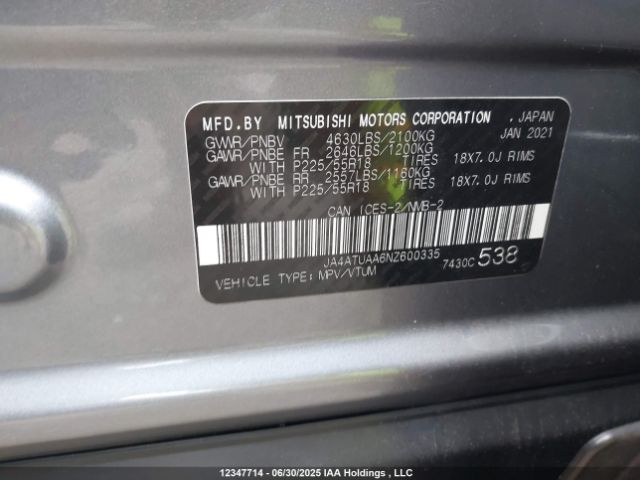 MFD.BY MITSUBISHI MOTORS CORPORATION , JAPAN
GVWR/PNBV 4630LBS/2100KG JAN 2021
GAWR/PNBE FR 2646LBS/1200KG
WITH P225/55R18 TIRES 18X7.0J RIMS
GAWR/PNBE RR 2557LBS/1160KG
WITH P225/55R18 TIRES 18X7.0J RIMS
CAN ICES-2/NMB-2
JA4ATUAA6NZ600335
7430C 538
VEHICLE TYPE: MPV/VTUM
12347714 - 06/30/2025 IAA Holdings , LLC